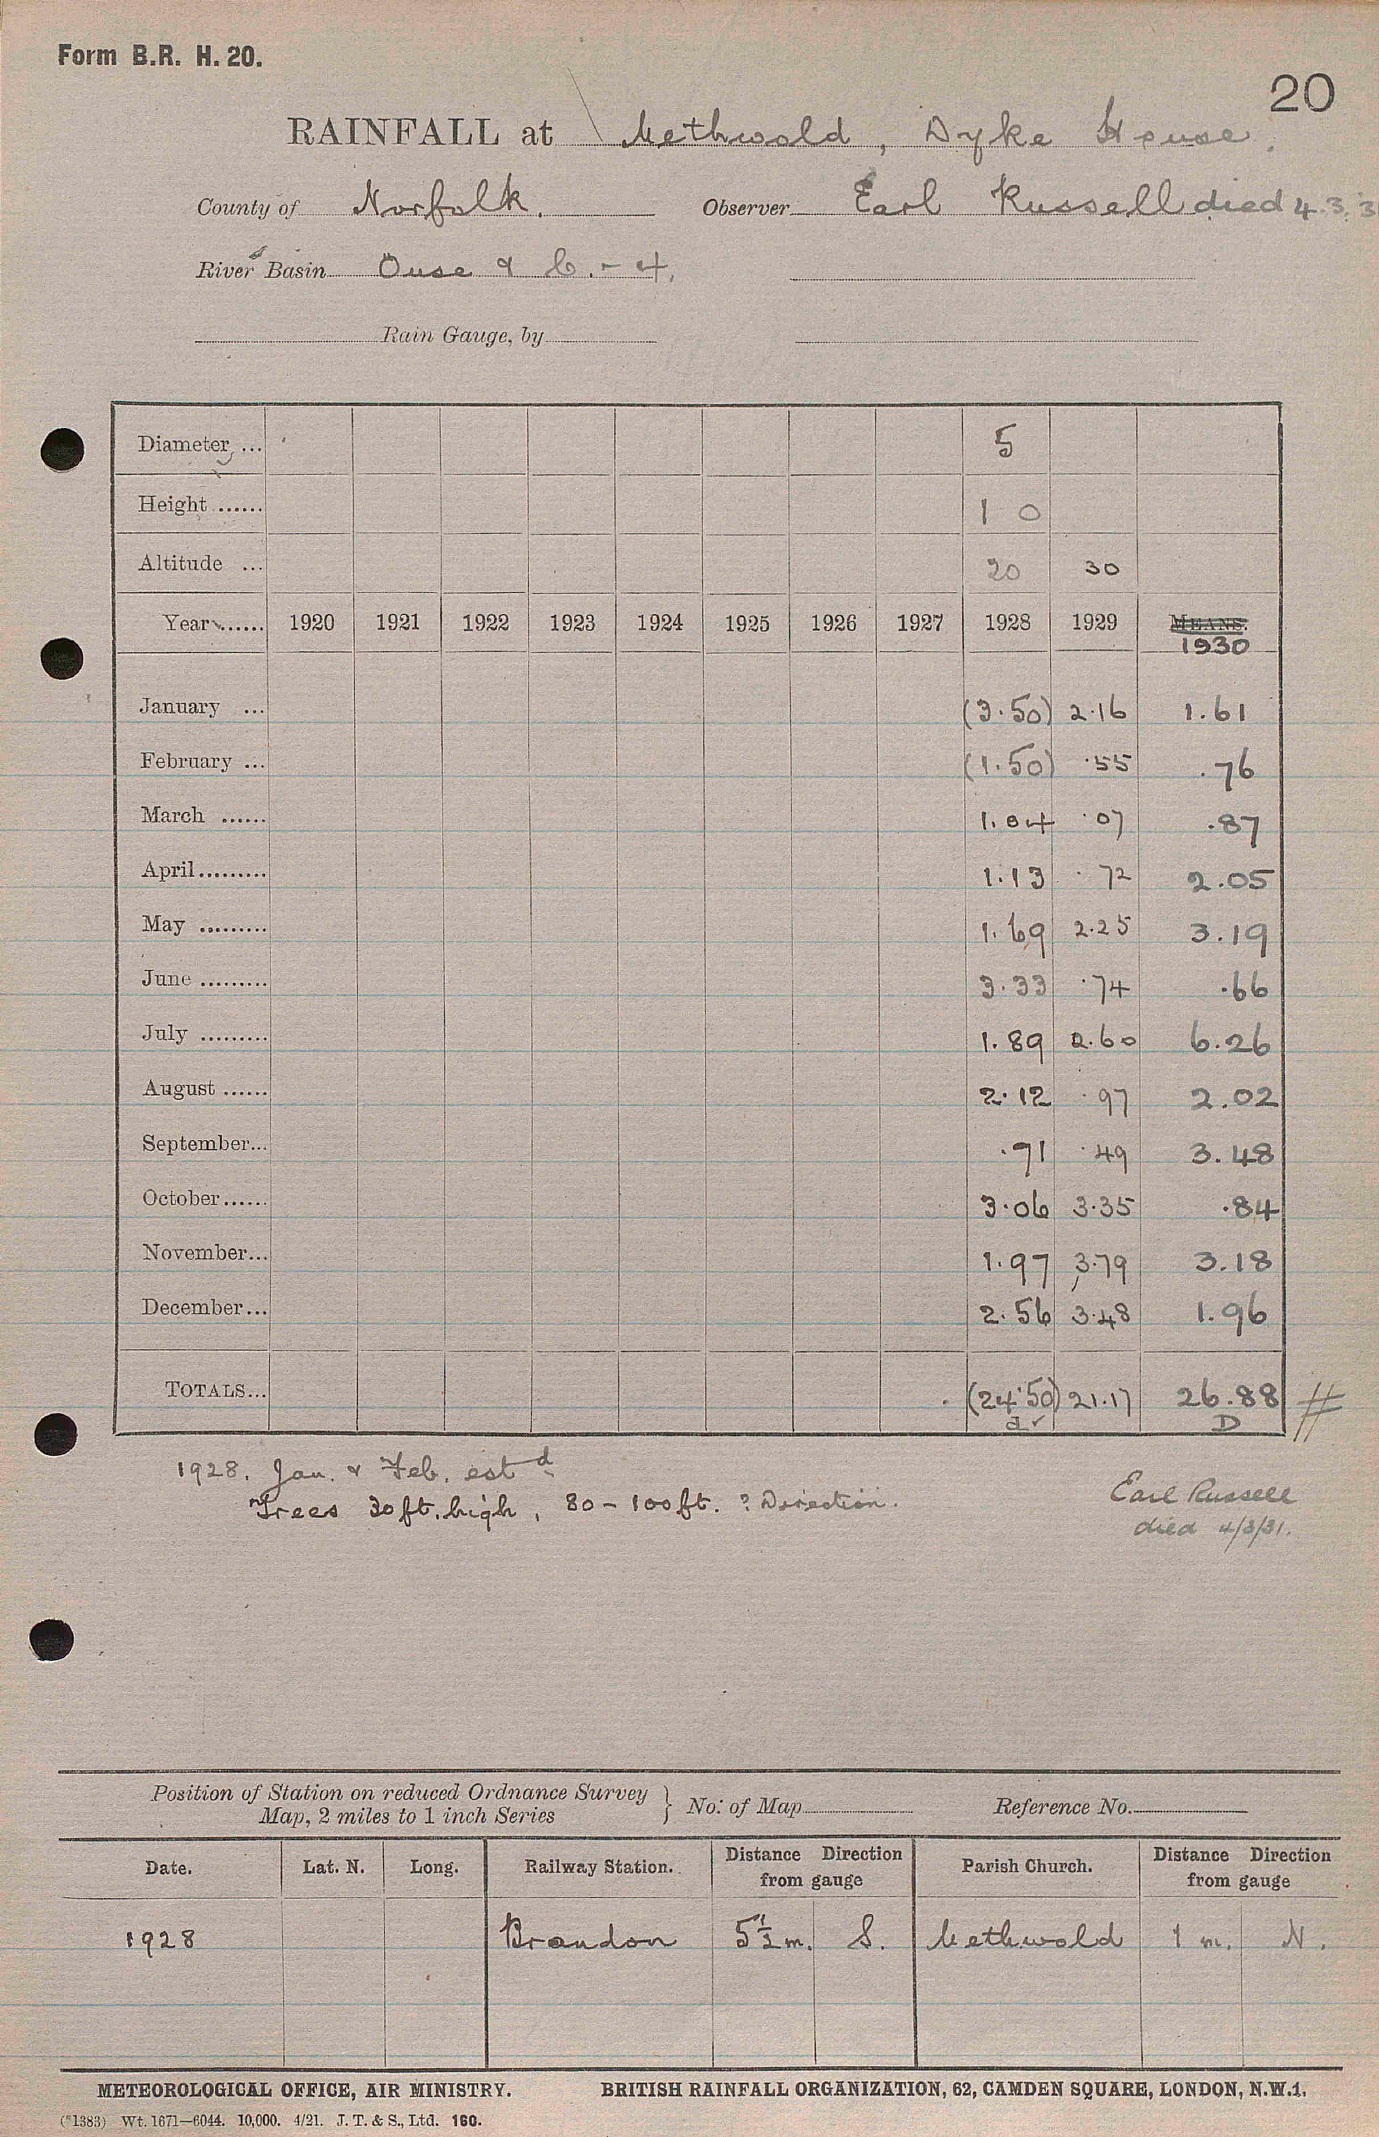 Form B.R. H. 20.
20
RAINFALL at Methwold, Dyke House.
County of Norfolk. Observer Earl Russell died 4.3.3
River Basin Ouse & C. - 4.
Rain Gauge, by
Diameter ... 5
Height ...... 1 0
Altitude ... 20 30
Year ...... 1920 1921 1922 1923 1924 1925 1926 1927 1928 1929 MEANS.
1930
January ... (3.50) 2.16 1.61
February ... (1.50) .55 .76
March ...... 1.84 .07 .87
April ......... 1.13 .72 2.05
May ......... 1.69 2.25 3.19
June ......... 3.33 .74 .66
July ......... 1.89 2.60 6.26
August ...... 2.12 .97 2.02
September... .71 .49 3.48
October...... 3.06 3.35 .84
November... 1.97 3.79 3.18
December... 2.56 3.48 1.96
TOTALS... (24.50) 21.17 26.88 #
D
1928. Jan. & Feb. est d.
Trees 30 ft. high, 80 - 100 ft. ? Direction.
Earl Russell
died 4/3/31.
Position of Station on reduced Ordnance Survey
Map, 2 miles to 1 inch Series } No. of Map Reference No.
Date. Lat. N. Long. Railway Station. Distance Direction from gauge Parish Church. Distance Direction from gauge
1928 Brandon 5½ m. S. Methwold 1 m. N.
METEOROLOGICAL OFFICE, AIR MINISTRY. BRITISH RAINFALL ORGANIZATION, 62, CAMDEN SQUARE, LONDON, N.W.1.
(*1383) Wt. 1671—6044. 10,000. 4/21. J. T. & S., Ltd. 160.